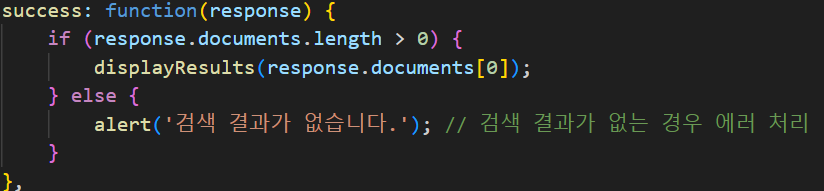 success: function(response) {
    if (response.documents.length > 0) {
        displayResults(response.documents[0]);
    } else {
        alert('검색 결과가 없습니다.'); // 검색 결과가 없는 경우 에러 처리
    }
},